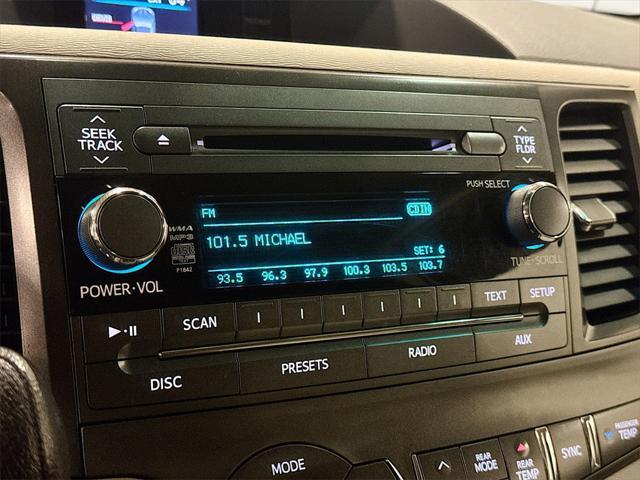 SEEK
TRACK
TYPE
FLDR
PUSH SELECT
FM
CD IN
101.5 MICHAEL
SET: 6
93.5 96.3 97.9 100.3 103.5 103.7
WMA
MP3
disc
P1842
POWER·VOL
TUNE·SCROLL
SCAN
TEXT
SETUP
DISC
PRESETS
RADIO
AUX
MODE
REAR
MODE
REAR
TEMP
SYNC
PASSENGER
TEMP